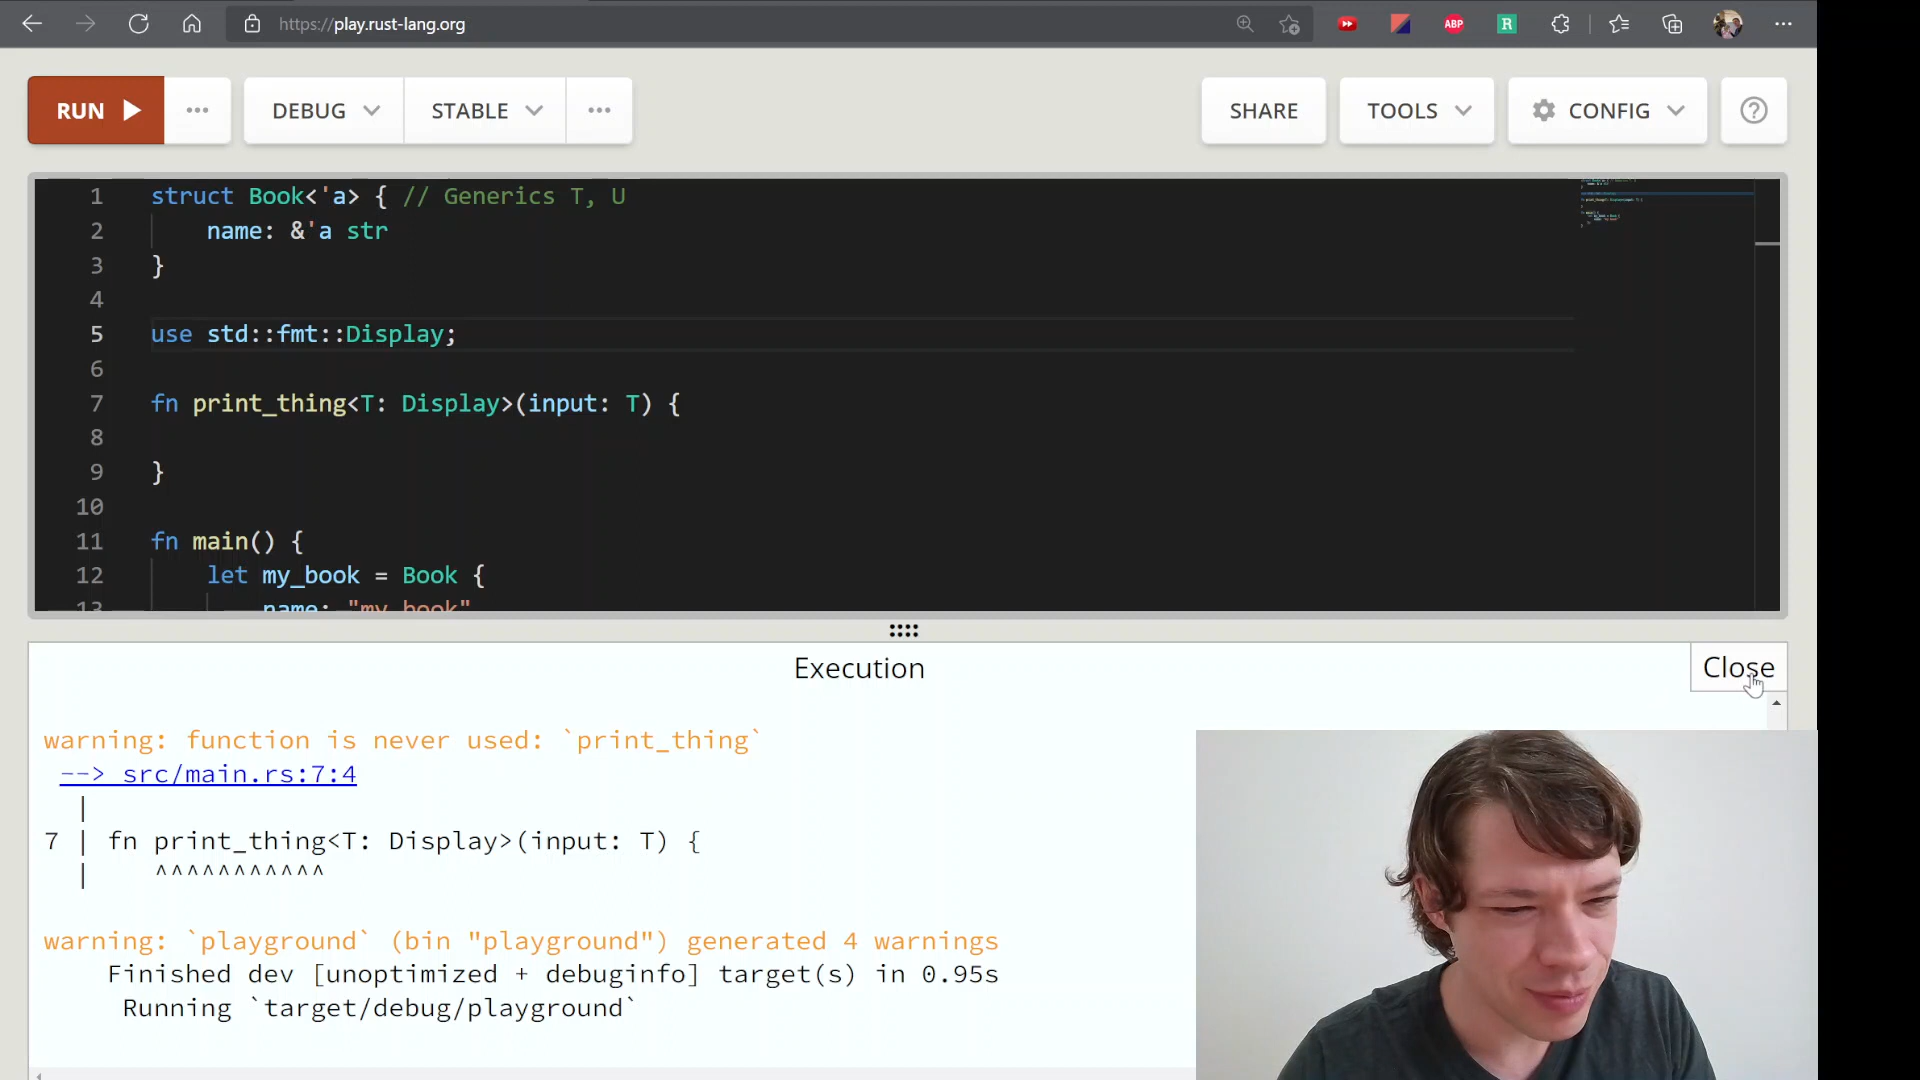 https://play.rust-lang.org
ABP
R
RUN
DEBUG
STABLE
SHARE
TOOLS
CONFIG
1 struct Book<'a> { // Generics T, U
2 name: &'a str
3 }
4
5 use std::fmt::Display;
6
7 fn print_thing<T: Display>(input: T) {
8
9 }
10
11 fn main() {
12 let my_book = Book {
13 name: "my book"
Execution
Close
warning: function is never used: `print_thing`
--> src/main.rs:7:4
|
7 | fn print_thing<T: Display>(input: T) {
| ^^^^^^^^^^^
warning: `playground` (bin "playground") generated 4 warnings
Finished dev [unoptimized + debuginfo] target(s) in 0.95s
Running `target/debug/playground`